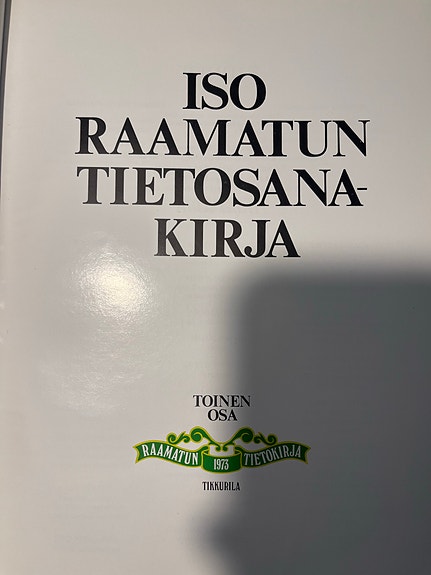 ISO
RAAMATUN
TIETOSANA-
KIRJA
TOINEN
OSA
RAAMATUN 1973 TIETOKIRJA
TIKKURILA